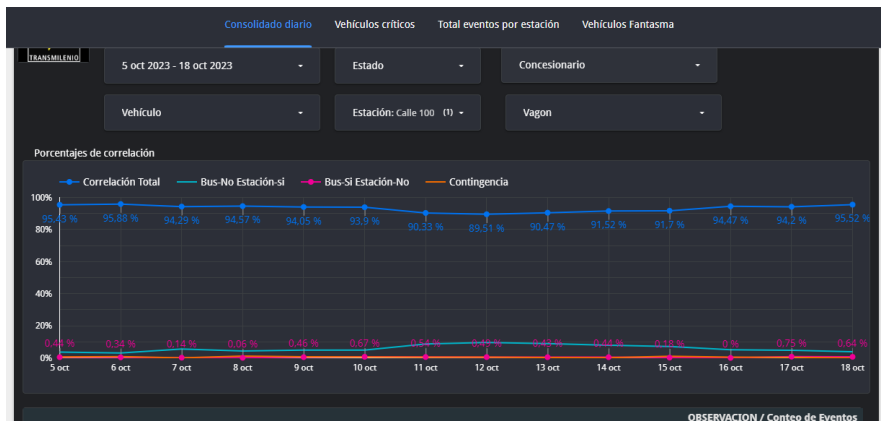 Consolidado diario Vehículos críticos Total eventos por estación Vehículos Fantasma
TRANSMILENIO
5 oct 2023 - 18 oct 2023 Estado Concesionario
Vehículo Estación: Calle 100 (1) Vagon
Porcentajes de correlación
Correlación Total Bus-No Estación-si Bus-Si Estación-No Contingencia
100%
95,88 % 94,29 % 94,57 % 94,05 % 93,9 % 90,33 % 89,51 % 90,47 % 91,52 % 91,7 % 94,47 % 94,2 % 95,52 %
80%
60%
40%
20%
0,34 % 0,14 % 0,06 % 0,46 % 0,67 % 0,44 % 0,18 % 0 % 0,75 % 0,64 %
0%
5 oct 6 oct 7 oct 8 oct 9 oct 10 oct 11 oct 12 oct 13 oct 14 oct 15 oct 16 oct 17 oct 18 oct
OBSERVACION / Conteo de Eventos